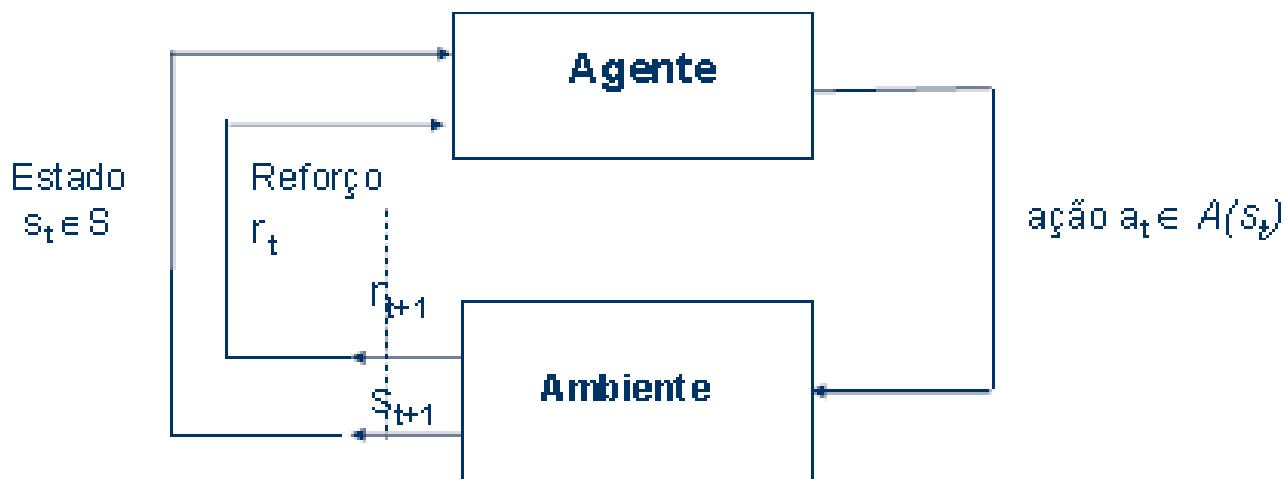 Agente
Estado
sₜ ∈ S
Reforço
rₜ
ação aₜ ∈ A(sₜ)
rₜ₊₁
Ambiente
Sₜ₊₁